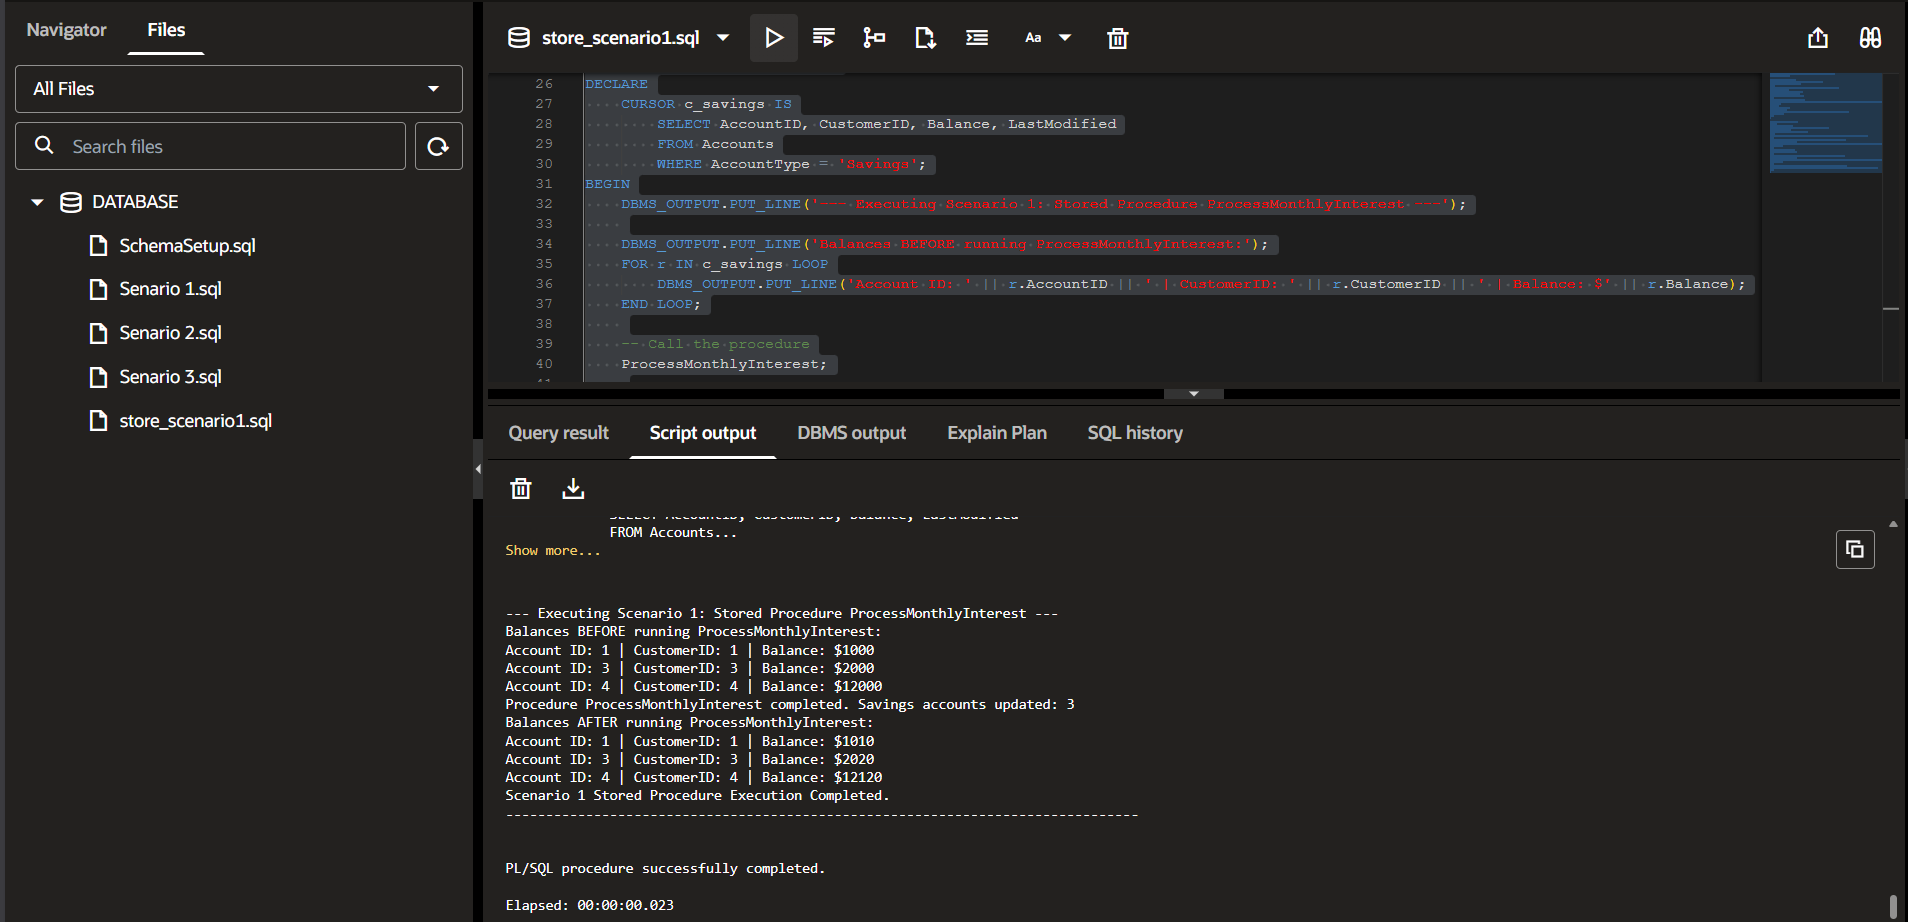 Navigator
Files
All Files
Search files
DATABASE
SchemaSetup.sql
Senario 1.sql
Senario 2.sql
Senario 3.sql
store_scenario1.sql
store_scenario1.sql
Aa
26 DECLARE
27 CURSOR c_savings IS
28 SELECT AccountID, CustomerID, Balance, LastModified
29 FROM Accounts
30 WHERE AccountType = 'Savings';
31 BEGIN
32 DBMS_OUTPUT.PUT_LINE('--- Executing Scenario 1: Stored Procedure ProcessMonthlyInterest ---');
33
34 DBMS_OUTPUT.PUT_LINE('Balances BEFORE running ProcessMonthlyInterest:');
35 FOR r IN c_savings LOOP
36 DBMS_OUTPUT.PUT_LINE('Account ID: ' || r.AccountID || ' | CustomerID: ' || r.CustomerID || ' | Balance: $' || r.Balance);
37 END LOOP;
38
39 -- Call the procedure
40 ProcessMonthlyInterest;
41
Query result
Script output
DBMS output
Explain Plan
SQL history
SELECT AccountID, CustomerID, Balance, LastModified
FROM Accounts...
Show more...
--- Executing Scenario 1: Stored Procedure ProcessMonthlyInterest ---
Balances BEFORE running ProcessMonthlyInterest:
Account ID: 1 | CustomerID: 1 | Balance: $1000
Account ID: 3 | CustomerID: 3 | Balance: $2000
Account ID: 4 | CustomerID: 4 | Balance: $12000
Procedure ProcessMonthlyInterest completed. Savings accounts updated: 3
Balances AFTER running ProcessMonthlyInterest:
Account ID: 1 | CustomerID: 1 | Balance: $1010
Account ID: 3 | CustomerID: 3 | Balance: $2020
Account ID: 4 | CustomerID: 4 | Balance: $12120
Scenario 1 Stored Procedure Execution Completed.
-------------------------------------------------------------------------------
PL/SQL procedure successfully completed.
Elapsed: 00:00:00.023